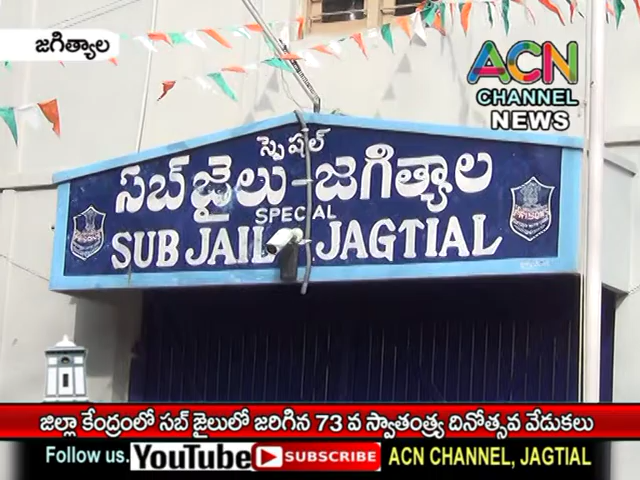 జగిత్యాల
ACN
CHANNEL
NEWS
స్పెషల్
సబ్ జైలు-జగిత్యాల
SPECIAL
SUB JAIL JAGTIAL
PRISONS
జిల్లా కేంద్రంలో సబ్ జైలులో జరిగిన 73 వ స్వాతంత్ర్య దినోత్సవ వేడుకలు
Follow us. YouTube SUBSCRIBE ACN CHANNEL, JAGTIAL